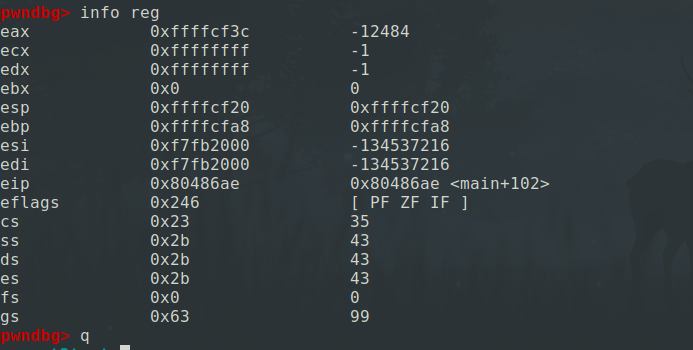 pwndbg> info reg
eax 0xffffcf3c -12484
ecx 0xffffffff -1
edx 0xffffffff -1
ebx 0x0 0
esp 0xffffcf20 0xffffcf20
ebp 0xffffcfa8 0xffffcfa8
esi 0xf7fb2000 -134537216
edi 0xf7fb2000 -134537216
eip 0x80486ae 0x80486ae <main+102>
eflags 0x246 [ PF ZF IF ]
cs 0x23 35
ss 0x2b 43
ds 0x2b 43
es 0x2b 43
fs 0x0 0
gs 0x63 99
pwndbg> q